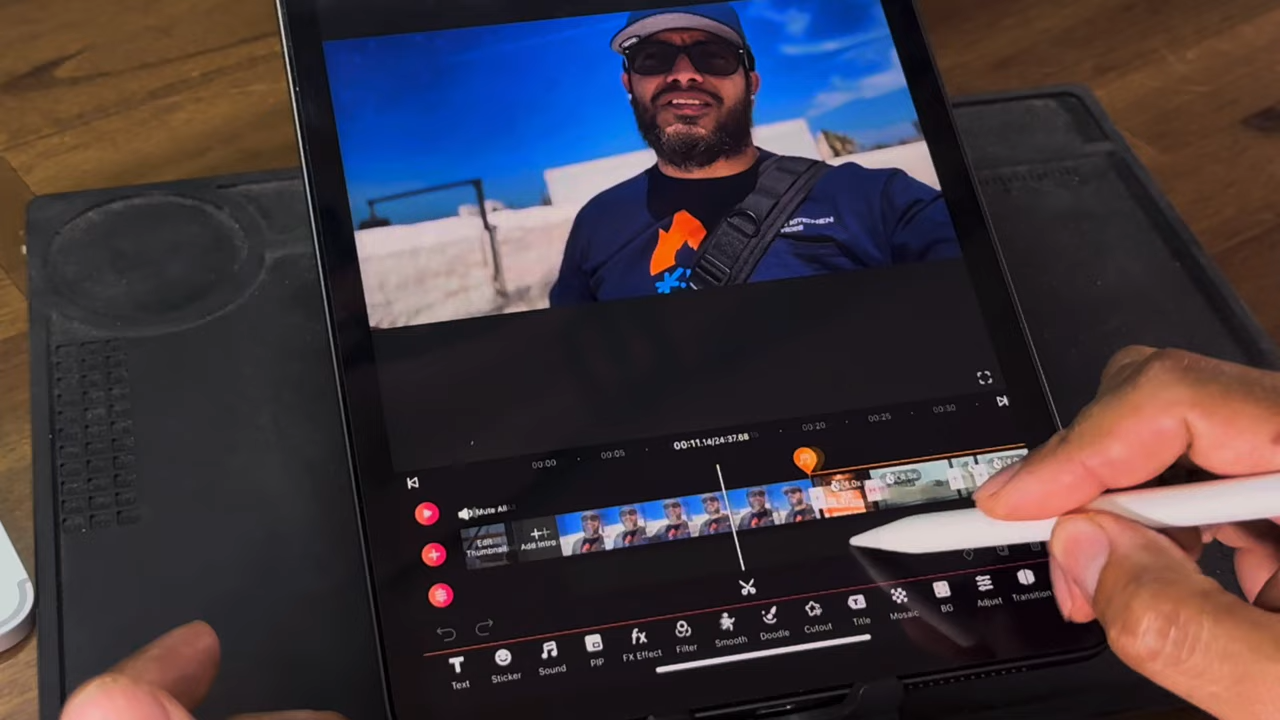 00:00
00:05
00:11.14/24:37.68
00:20
00:25
00:30
Mute All
Edit
Thumbnail
Add Intro
Text
Sticker
Sound
PIP
FX Effect
Filter
Smooth
Doodle
Cutout
Title
Mosaic
BG
Adjust
Transition